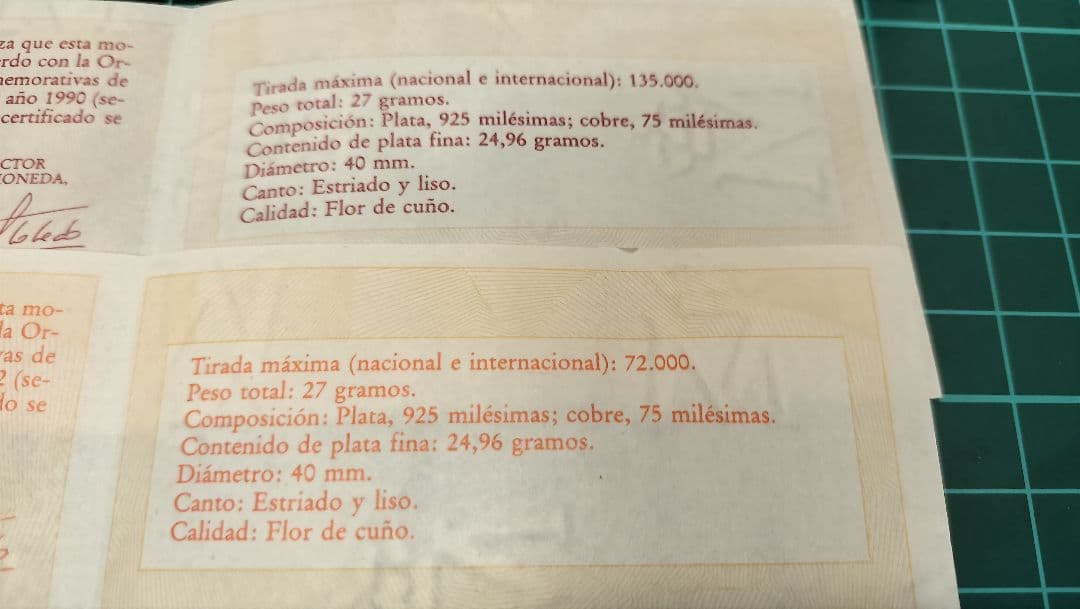 za que esta mo-
rdo con la Or-
nemorativas de
año 1990 (se-
certificado se
CTOR
ONEDA,
Tirada máxima (nacional e internacional): 135.000.
Peso total: 27 gramos.
Composición: Plata, 925 milésimas; cobre, 75 milésimas.
Contenido de plata fina: 24,96 gramos.
Diámetro: 40 mm.
Canto: Estriado y liso.
Calidad: Flor de cuño.
ta mo-
la Or-
ras de
2 (se-
do se
Tirada máxima (nacional e internacional): 72.000.
Peso total: 27 gramos.
Composición: Plata, 925 milésimas; cobre, 75 milésimas.
Contenido de plata fina: 24,96 gramos.
Diámetro: 40 mm.
Canto: Estriado y liso.
Calidad: Flor de cuño.